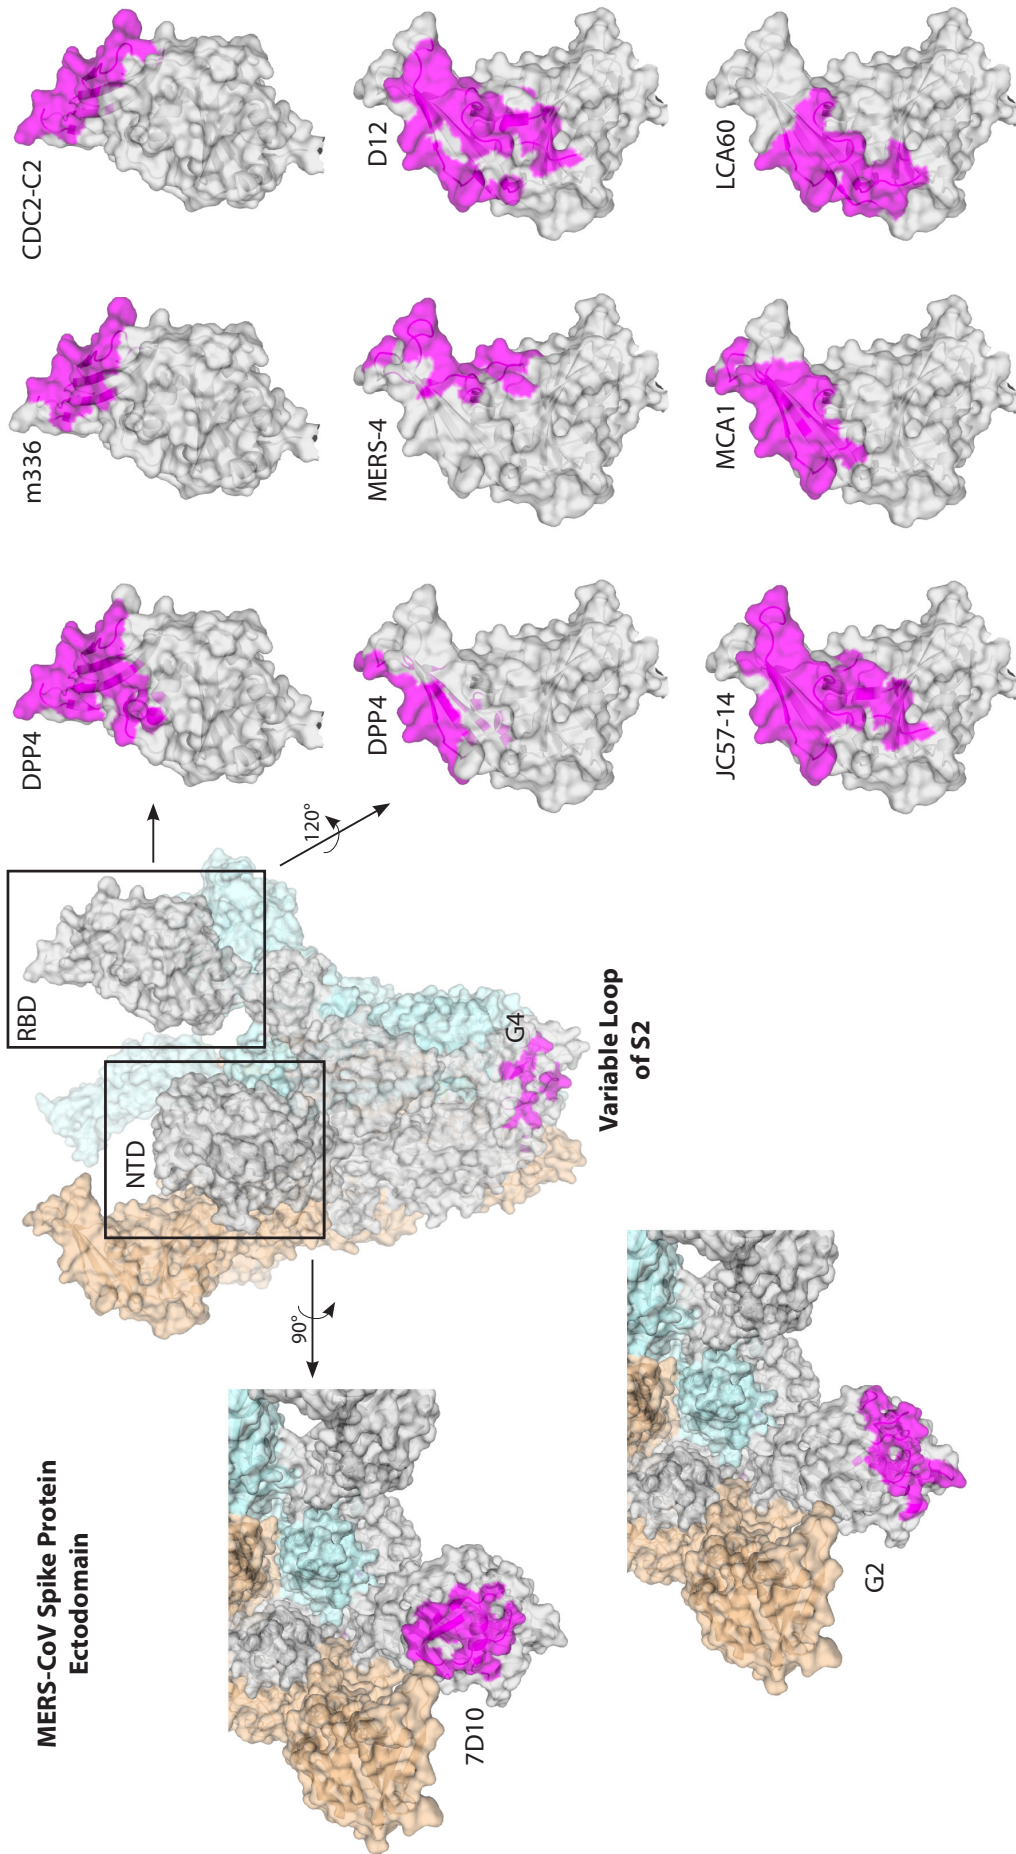 MERS-CoV Spike Protein
Ectodomain
NTD
RBD
90°
120°
7D10
G2
G4
Variable Loop
of S2
DPP4
m336
CDC2-C2
DPP4
MERS-4
D12
JC57-14
MCA1
LCA60